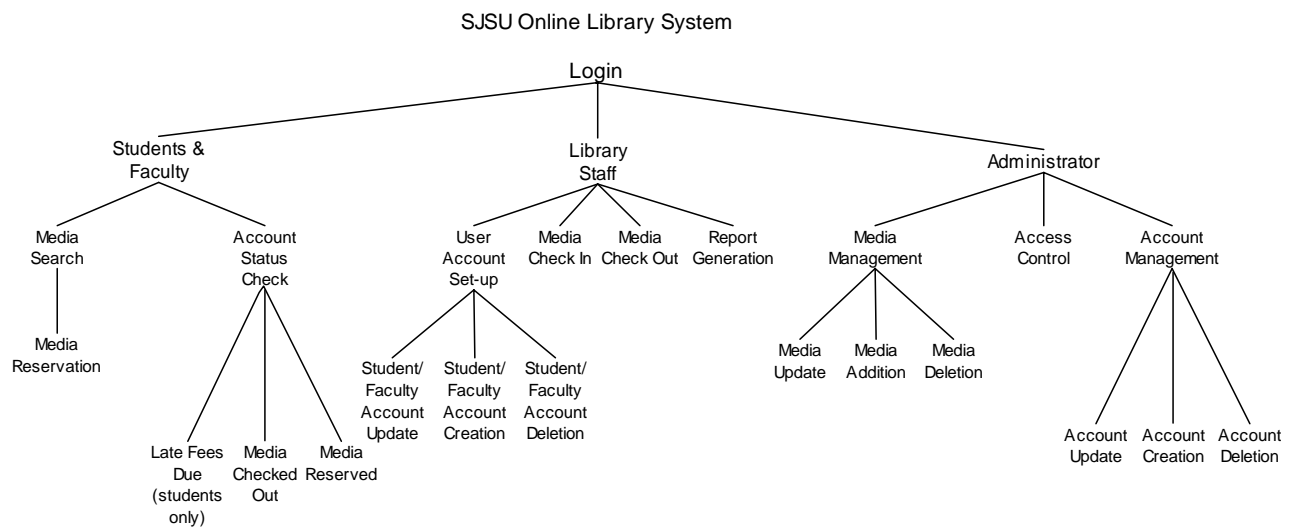 SJSU Online Library System
Login
Students &
Faculty
Library
Staff
Administrator
Media
Search
Account
Status
Check
User
Account
Set-up
Media
Check In
Media
Check Out
Report
Generation
Media
Management
Access
Control
Account
Management
Media
Reservation
Student/
Faculty
Account
Update
Student/
Faculty
Account
Creation
Student/
Faculty
Account
Deletion
Media
Update
Media
Addition
Media
Deletion
Late Fees
Due
(students
only)
Media
Checked
Out
Media
Reserved
Account
Update
Account
Creation
Account
Deletion